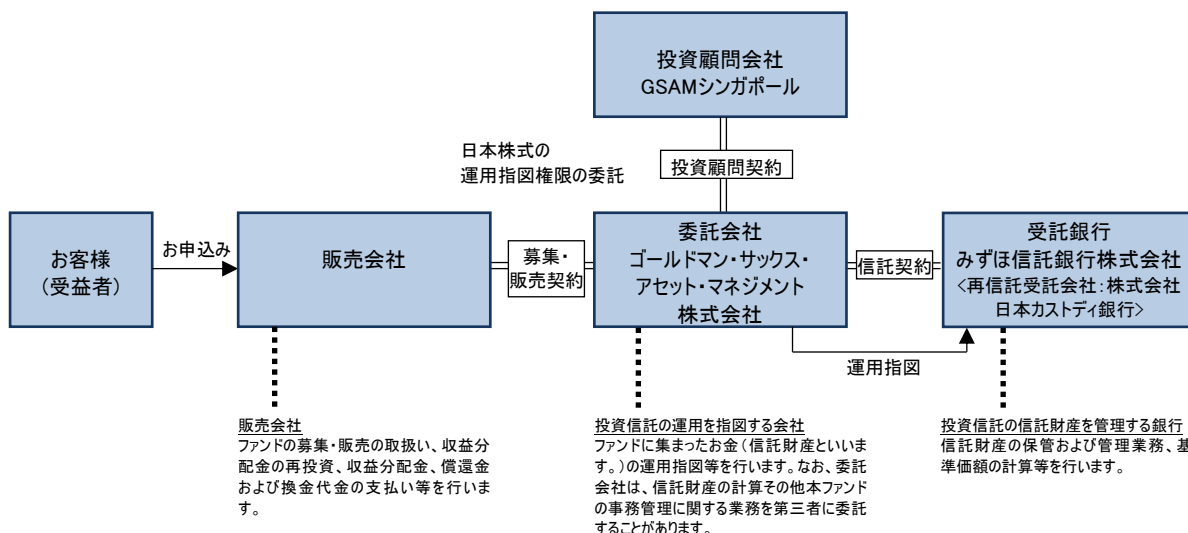 投資顧問会社
GSAMシンガポール
日本株式の
運用指図権限の委託
投資顧問契約
お客様
（受益者）
お申込み
販売会社
募集・
販売契約
委託会社
ゴールドマン・サックス・
アセット・マネジメント
株式会社
信託契約
受託銀行
みずほ信託銀行株式会社
＜再信託受託会社：株式会社
日本カストディ銀行＞
運用指図
販売会社
ファンドの募集・販売の取扱い、収益分
配金の再投資、収益分配金、償還金
および換金代金の支払い等を行いま
す。
投資信託の運用を指図する会社
ファンドに集まったお金（信託財産といいま
す。）の運用指図等を行います。なお、委託
会社は、信託財産の計算その他本ファンド
の事務管理に関する業務を第三者に委託
することがあります。
投資信託の信託財産を管理する銀行
信託財産の保管および管理業務、基
準価額の計算等を行います。